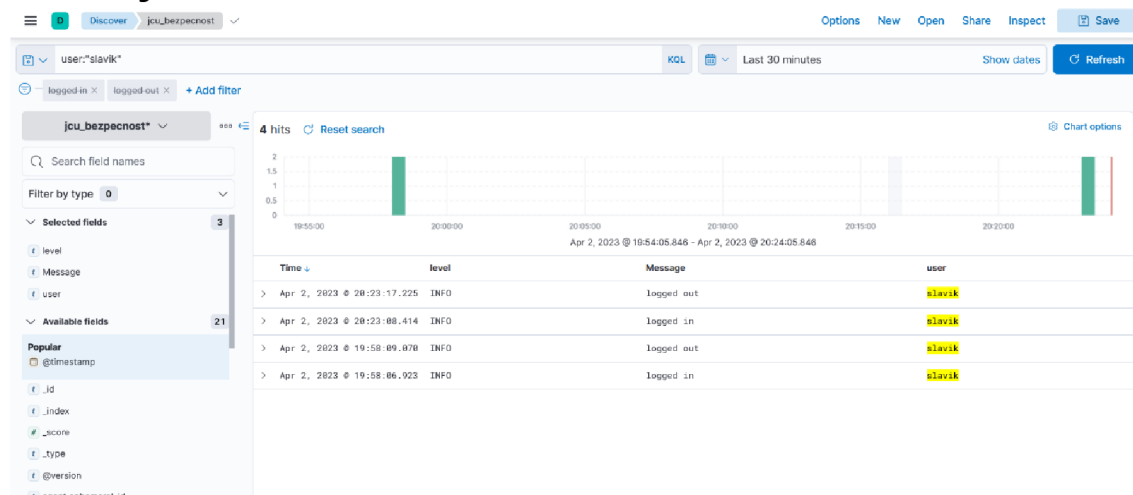 D Discover jcu_bezpecnost Options New Open Share Inspect Save
user:"slavik" KQL Last 30 minutes Show dates Refresh
logged-in × logged-out × + Add filter
jcu_bezpecnost* 4 hits Reset search Chart options
Search field names
Filter by type 0
Selected fields 3
t level
t Message
t user
Available fields 21
Popular
@timestamp
t _id
t _index
# _score
t _type
t @version
2
1.5
1
0.5
0
19:55:00 20:00:00 20:05:00 20:10:00 20:15:00 20:20:00
Apr 2, 2023 @ 19:54:05.846 - Apr 2, 2023 @ 20:24:05.846
Time level Message user
Apr 2, 2023 @ 20:23:17.225 INFO logged out slavik
Apr 2, 2023 @ 20:23:08.414 INFO logged in slavik
Apr 2, 2023 @ 19:58:09.070 INFO logged out slavik
Apr 2, 2023 @ 19:58:06.923 INFO logged in slavik